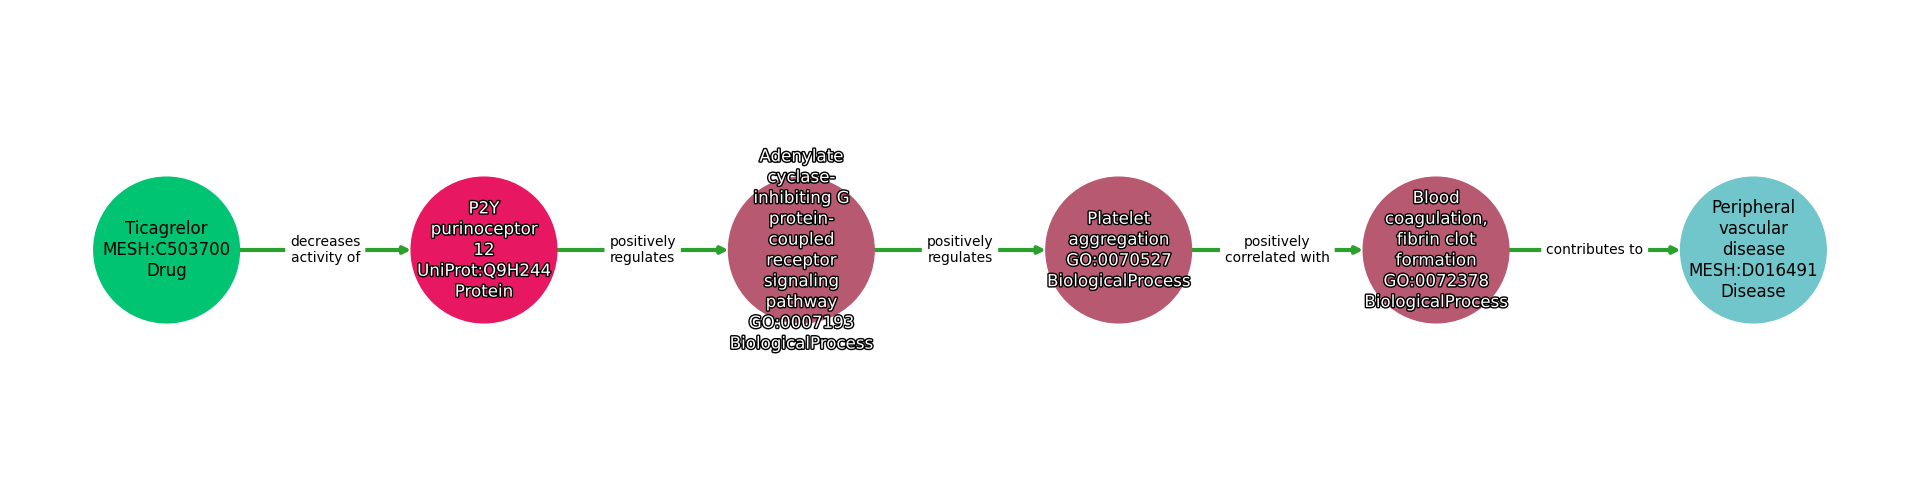 Ticagrelor
MESH:C503700
Drug
decreases
activity of
P2Y
purinoceptor
12
UniProt:Q9H244
Protein
positively
regulates
Adenylate
cyclase-
inhibiting G
protein-
coupled
receptor
signaling
pathway
GO:0007193
BiologicalProcess
positively
regulates
Platelet
aggregation
GO:0070527
BiologicalProcess
positively
correlated with
Blood
coagulation,
fibrin clot
formation
GO:0072378
BiologicalProcess
contributes to
Peripheral
vascular
disease
MESH:D016491
Disease